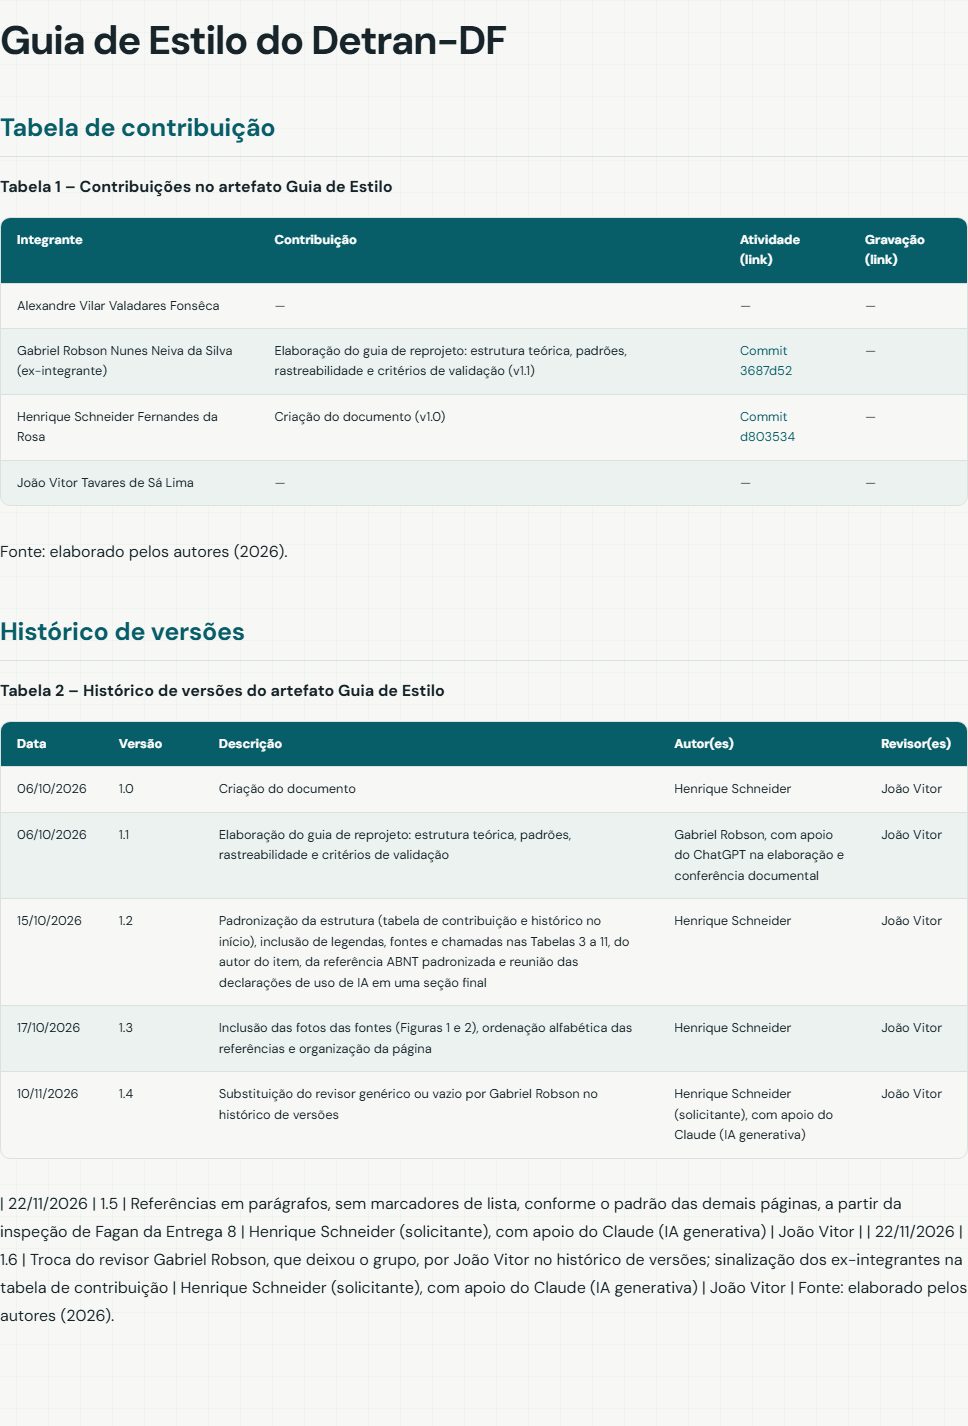 Guia de Estilo do Detran-DF
Tabela de contribuição
Tabela 1 – Contribuições no artefato Guia de Estilo
Integrante Contribuição Atividade (link) Gravação (link)
Alexandre Vilar Valadares Fonsêca — — —
Gabriel Robson Nunes Neiva da Silva Elaboração do guia de reprojeto: estrutura teórica, padrões, Commit —
(ex-integrante) rastreabilidade e critérios de validação (v1.1) 3687d52
Henrique Schneider Fernandes da Criação do documento (v1.0) Commit —
Rosa d803534
João Vitor Tavares de Sá Lima — — —
Fonte: elaborado pelos autores (2026).
Histórico de versões
Tabela 2 – Histórico de versões do artefato Guia de Estilo
Data Versão Descrição Autor(es) Revisor(es)
06/10/2026 1.0 Criação do documento Henrique Schneider João Vitor
06/10/2026 1.1 Elaboração do guia de reprojeto: estrutura teórica, padrões, Gabriel Robson, com apoio João Vitor
rastreabilidade e critérios de validação do ChatGPT na elaboração e
conferência documental
15/10/2026 1.2 Padronização da estrutura (tabela de contribuição e histórico no Henrique Schneider João Vitor
início), inclusão de legendas, fontes e chamadas nas Tabelas 3 a 11, do
autor do item, da referência ABNT padronizada e reunião das
declarações de uso de IA em uma seção final
17/10/2026 1.3 Inclusão das fotos das fontes (Figuras 1 e 2), ordenação alfabética das Henrique Schneider João Vitor
referências e organização da página
10/11/2026 1.4 Substituição do revisor genérico ou vazio por Gabriel Robson no Henrique Schneider João Vitor
histórico de versões (solicitante), com apoio do
Claude (IA generativa)
| 22/11/2026 | 1.5 | Referências em parágrafos, sem marcadores de lista, conforme o padrão das demais páginas, a partir da
inspeção de Fagan da Entrega 8 | Henrique Schneider (solicitante), com apoio do Claude (IA generativa) | João Vitor | | 22/11/2026 |
1.6 | Troca do revisor Gabriel Robson, que deixou o grupo, por João Vitor no histórico de versões; sinalização dos ex-integrantes na
tabela de contribuição | Henrique Schneider (solicitante), com apoio do Claude (IA generativa) | João Vitor | Fonte: elaborado pelos
autores (2026).